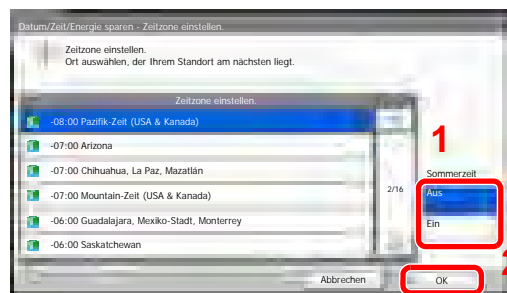 Datum/Zeit/Energie sparen - Zeitzone einstellen.
Zeitzone einstellen.
Ort auswählen, der Ihrem Standort am nächsten liegt.
Zeitzone einstellen.
-08:00 Pazifik-Zeit (USA & Kanada)
-07:00 Arizona
-07:00 Chihuahua, La Paz, Mazatlán
-07:00 Mountain-Zeit (USA & Kanada)
-06:00 Guadalajara, Mexiko-Stadt, Monterrey
-06:00 Saskatchewan
2/16
1
Sommerzeit
Aus
Ein
2
Abbrechen
OK